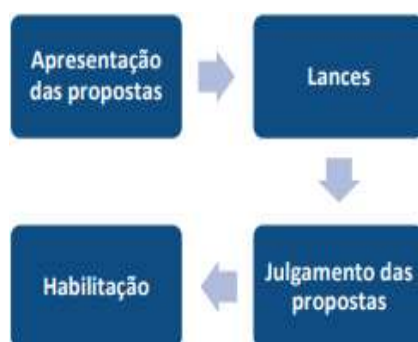 Apresentação
das propostas
Lances
Julgamento das
propostas
Habilitação